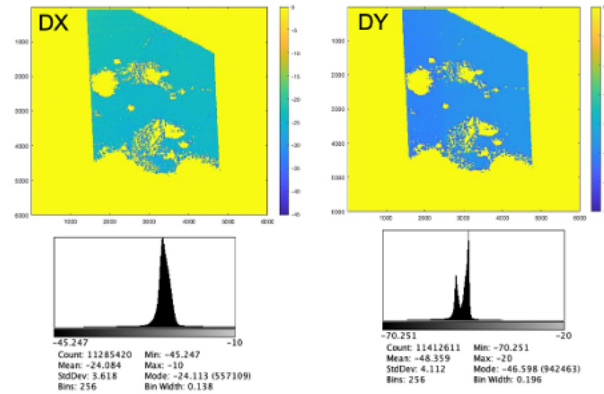 DX
DY
0
1000
2000
3000
4000
5000
6000
1000 2000 3000 4000 5000 6000
0
-5
-10
-15
-20
-25
-30
-35
-40
-45
0
1000
2000
3000
4000
5000
6000
1000 2000 3000 4000 5000 6000
-45.247 -10
Count: 11285420 Min: -45.247
Mean: -24.084 Max: -10
StdDev: 3.618 Mode: -24.113 (557109)
Bins: 256 Bin Width: 0.138
-70.251 -20
Count: 11412611 Min: -70.251
Mean: -48.359 Max: -20
StdDev: 4.112 Mode: -46.598 (942463)
Bins: 256 Bin Width: 0.196